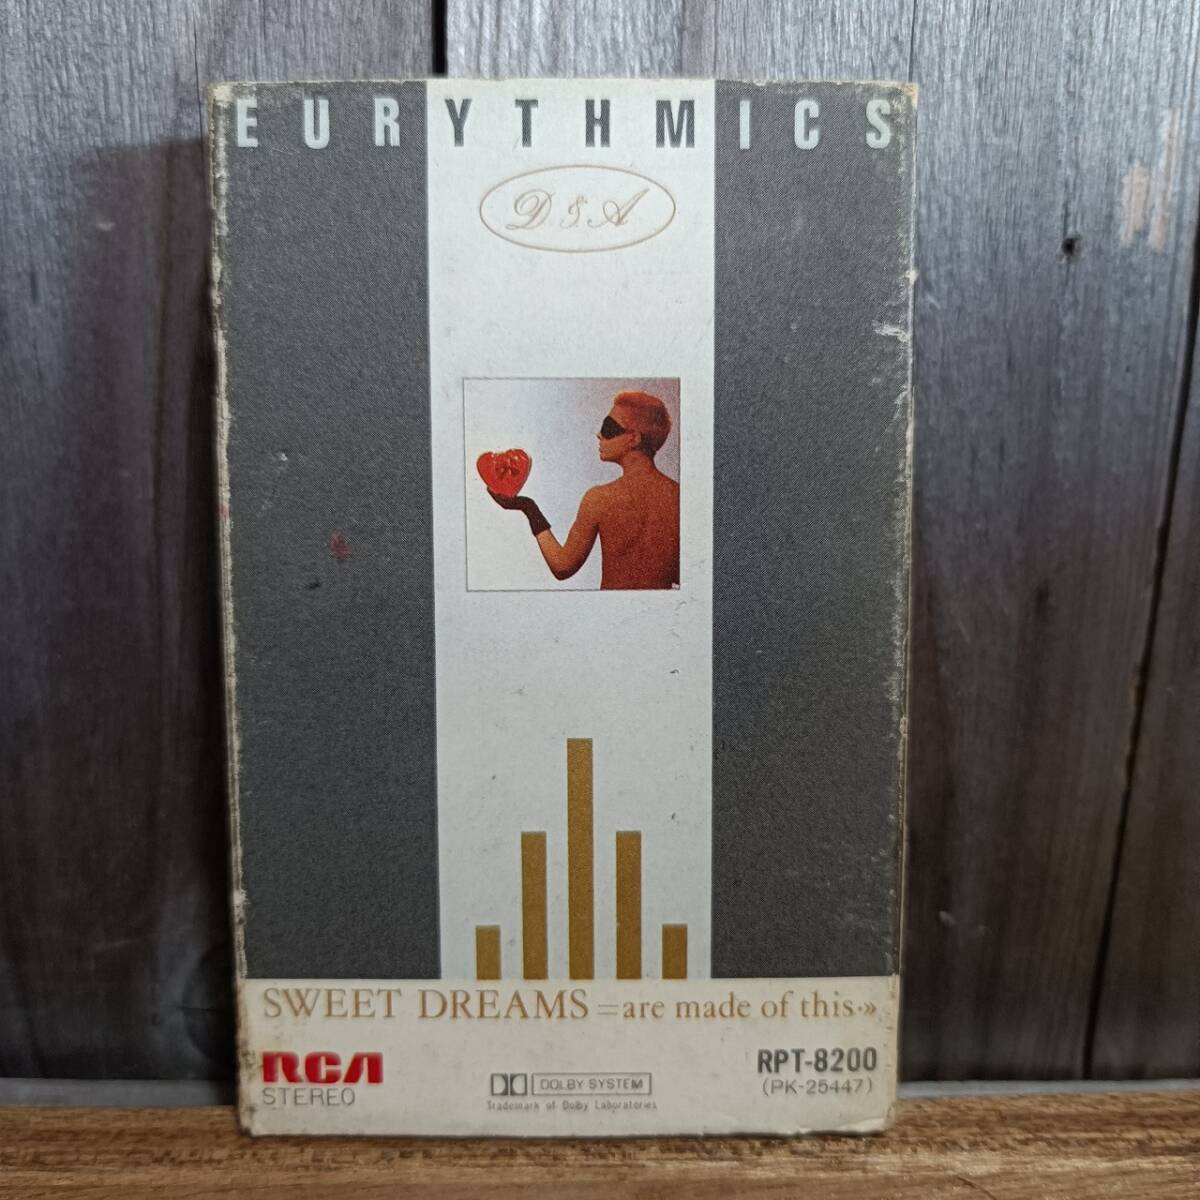 EURYTHMICS
D & A
SWEET DREAMS =are made of this·»
RCA
STEREO
DOLBY SYSTEM
Trademark of Dolby Laboratories
RPT-8200
(PK-25447)